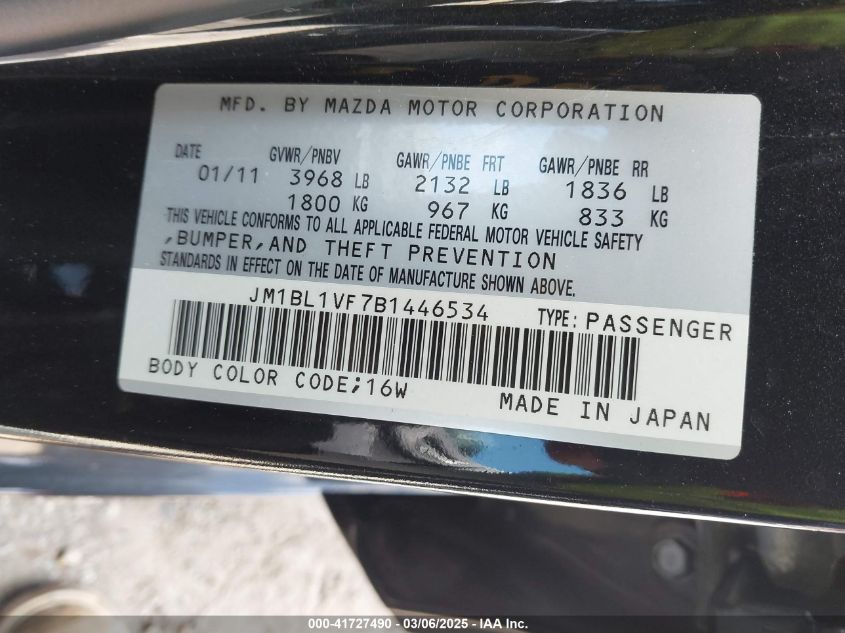 MFD. BY MAZDA MOTOR CORPORATION
DATE GVWR/PNBV GAWR/PNBE FRT GAWR/PNBE RR
01/11 3968 LB 2132 LB 1836 LB
1800 KG 967 KG 833 KG
THIS VEHICLE CONFORMS TO ALL APPLICABLE FEDERAL MOTOR VEHICLE SAFETY
,BUMPER,AND THEFT PREVENTION
STANDARDS IN EFFECT ON THE DATE OF MANUFACTURE SHOWN ABOVE.
JM1BL1VF7B1446534 TYPE: PASSENGER
BODY COLOR CODE;16W MADE IN JAPAN
000-41727490 - 03/06/2025 - IAA Inc.